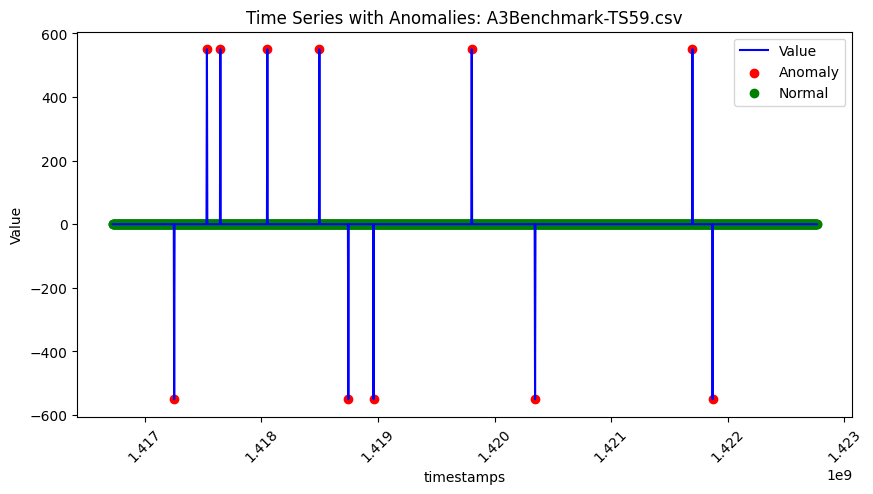 Time Series with Anomalies: A3Benchmark-TS59.csv
Value
Anomaly
Normal
600
400
200
0
−200
−400
−600
Value
1.417
1.418
1.419
1.420
1.421
1.422
1.423
1e9
timestamps